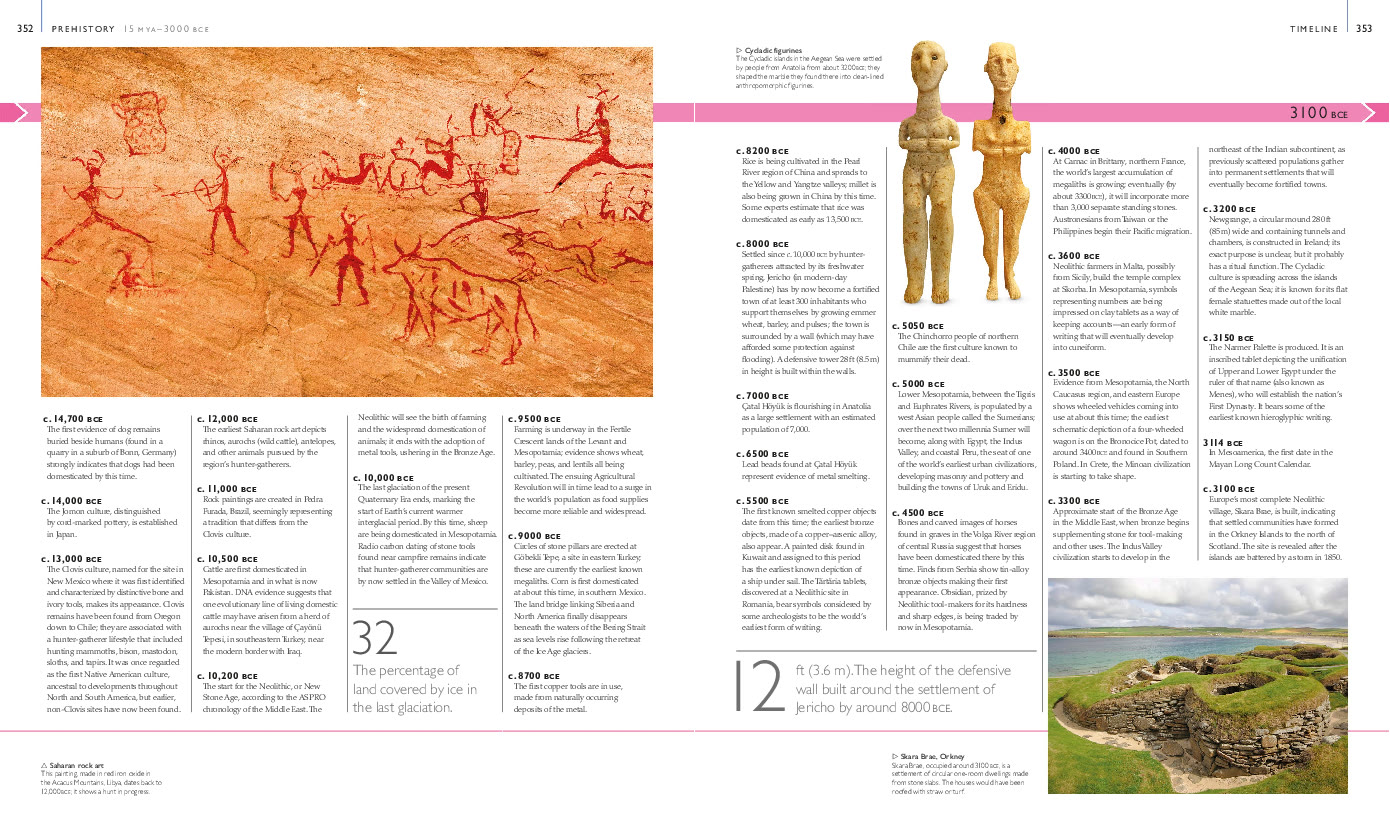 352 PREHISTORY 15 MYA–3000 BCE
c. 14,700 BCE
The first evidence of dog remains
buried beside humans (found in a
quarry in a suburb of Bonn, Germany)
strongly indicates that dogs had been
domesticated by this time.
c. 14,000 BCE
The Jomon culture, distinguished
by cord-marked pottery, is established
in Japan.
c. 13,000 BCE
The Clovis culture, named for the site in
New Mexico where it was first identified
and characterized by distinctive bone and
ivory tools, makes its appearance. Clovis
remains have been found from Oregon
down to Chile; they are associated with
a hunter-gatherer lifestyle that included
hunting mammoths, bison, mastodon,
sloths, and tapirs. It was once regarded
as the first Native American culture,
ancestral to developments throughout
North and South America, but earlier,
non-Clovis sites have now been found.
c. 12,000 BCE
The earliest Saharan rock art depicts
rhinos, aurochs (wild cattle), antelopes,
and other animals pursued by the
region's hunter-gatherers.
c. 11,000 BCE
Rock paintings are created in Pedra
Furada, Brazil, seemingly representing
a tradition that differs from the
Clovis culture.
c. 10,500 BCE
Cattle are first domesticated in
Mesopotamia and in what is now
Pakistan. DNA evidence suggests that
one evolutionary line of living domestic
cattle may have arisen from a herd of
aurochs near the village of Çayönü
Tepesi, in southeastern Turkey, near
the modern border with Iraq.
c. 10,200 BCE
The start for the Neolithic, or New
Stone Age, according to the ASPRO
chronology of the Middle East. The
Neolithic will see the birth of farming
and the widespread domestication of
animals; it ends with the adoption of
metal tools, ushering in the Bronze Age.
c. 10,000 BCE
The last glaciation of the present
Quaternary Era ends, marking the
start of Earth's current warmer
interglacial period. By this time, sheep
are being domesticated in Mesopotamia.
Radio carbon dating of stone tools
found near campfire remains indicate
that hunter-gatherer communities are
by now settled in the Valley of Mexico.
32
The percentage of
land covered by ice in
the last glaciation.
c. 9500 BCE
Farming is underway in the Fertile
Crescent lands of the Levant and
Mesopotamia; evidence shows wheat,
barley, peas, and lentils all being
cultivated. The ensuing Agricultural
Revolution will in time lead to a surge in
the world's population as food supplies
become more reliable and widespread.
c. 9000 BCE
Circles of stone pillars are erected at
Göbekli Tepe, a site in eastern Turkey;
these are currently the earliest known
megaliths. Corn is first domesticated
at about this time, in southern Mexico.
The land bridge linking Siberia and
North America finally disappears
beneath the waters of the Bering Strait
as sea levels rise following the retreat
of the Ice Age glaciers.
c. 8700 BCE
The first copper tools are in use,
made from naturally occurring
deposits of the metal.
△ Saharan rock art
This painting, made in red iron oxide in
the Acacus Mountains, Libya, dates back to
12,000BCE; it shows a hunt in progress.
TIMELINE 353
▷ Cycladic figurines
The Cycladic islands in the Aegean Sea were settled
by people from Anatolia from about 3200BCE; they
shaped the marble they found there into clean-lined
anthropomorphic figurines.
3100 BCE
c. 8200 BCE
Rice is being cultivated in the Pearl
River region of China and spreads to
the Yellow and Yangtze valleys; millet is
also being grown in China by this time.
Some experts estimate that rice was
domesticated as early as 13,500 BCE.
c. 8000 BCE
Settled since c.10,000 BCE by hunter-
gatherers attracted by its freshwater
spring, Jericho (in modern-day
Palestine) has by now become a fortified
town of at least 300 inhabitants who
support themselves by growing emmer
wheat, barley, and pulses; the town is
surrounded by a wall (which may have
afforded some protection against
flooding). A defensive tower 28ft (8.5m)
in height is built within the walls.
c. 7000 BCE
Çatal Höyük is flourishing in Anatolia
as a large settlement with an estimated
population of 7,000.
c. 6500 BCE
Lead beads found at Çatal Höyük
represent evidence of metal smelting.
c. 5500 BCE
The first known smelted copper objects
date from this time; the earliest bronze
objects, made of a copper–arsenic alloy,
also appear. A painted disk found in
Kuwait and assigned to this period
has the earliest known depiction of
a ship under sail. The Tărtăria tablets,
discovered at a Neolithic site in
Romania, bear symbols considered by
some archeologists to be the world's
earliest form of writing.
c. 5050 BCE
The Chinchorro people of northern
Chile are the first culture known to
mummify their dead.
c. 5000 BCE
Lower Mesopotamia, between the Tigris
and Euphrates Rivers, is populated by a
west Asian people called the Sumerians;
over the next two millennia Sumer will
become, along with Egypt, the Indus
Valley, and coastal Peru, the seat of one
of the world's earliest urban civilizations,
developing masonry and pottery and
building the towns of Uruk and Eridu.
c. 4500 BCE
Bones and carved images of horses
found in graves in the Volga River region
of central Russia suggest that horses
have been domesticated there by this
time. Finds from Serbia show tin-alloy
bronze objects making their first
appearance. Obsidian, prized by
Neolithic tool-makers for its hardness
and sharp edges, is being traded by
now in Mesopotamia.
12 ft (3.6 m). The height of the defensive
wall built around the settlement of
Jericho by around 8000 BCE.
c. 4000 BCE
At Carnac in Brittany, northern France,
the world's largest accumulation of
megaliths is growing; eventually (by
about 3300BCE), it will incorporate more
than 3,000 separate standing stones.
Austronesians from Taiwan or the
Philippines begin their Pacific migration.
c. 3600 BCE
Neolithic farmers in Malta, possibly
from Sicily, build the temple complex
at Skorba. In Mesopotamia, symbols
representing numbers are being
impressed on clay tablets as a way of
keeping accounts—an early form of
writing that will eventually develop
into cuneiform.
c. 3500 BCE
Evidence from Mesopotamia, the North
Caucasus region, and eastern Europe
shows wheeled vehicles coming into
use at about this time; the earliest
schematic depiction of a four-wheeled
wagon is on the Bronocice Pot, dated to
around 3400BCE and found in Southern
Poland. In Crete, the Minoan civilization
is starting to take shape.
c. 3300 BCE
Approximate start of the Bronze Age
in the Middle East, when bronze begins
supplementing stone for tool-making
and other uses. The Indus Valley
civilization starts to develop in the
northeast of the Indian subcontinent, as
previously scattered populations gather
into permanent settlements that will
eventually become fortified towns.
c. 3200 BCE
Newgrange, a circular mound 280ft
(85m) wide and containing tunnels and
chambers, is constructed in Ireland; its
exact purpose is unclear, but it probably
has a ritual function. The Cycladic
culture is spreading across the islands
of the Aegean Sea; it is known for its flat
female statuettes made out of the local
white marble.
c. 3150 BCE
The Narmer Palette is produced. It is an
inscribed tablet depicting the unification
of Upper and Lower Egypt under the
ruler of that name (also known as
Menes), who will establish the nation's
First Dynasty. It bears some of the
earliest known hieroglyphic writing.
3114 BCE
In Mesoamerica, the first date in the
Mayan Long Count Calendar.
c. 3100 BCE
Europe's most complete Neolithic
village, Skara Brae, is built, indicating
that settled communities have formed
in the Orkney Islands to the north of
Scotland. The site is revealed after the
islands are battered by a storm in 1850.
▷ Skara Brae, Orkney
Skara Brae, occupied around 3100 BCE, is a
settlement of circular one-room dwellings made
from stone slabs. The houses would have been
roofed with straw or turf.